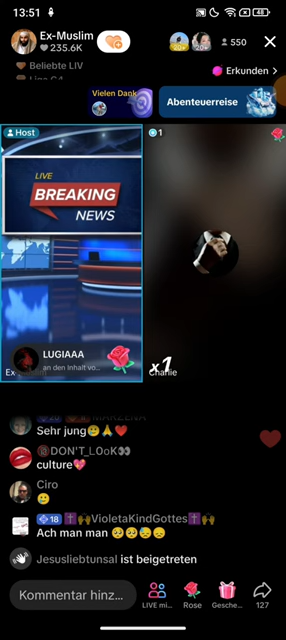 13:51
48
Ex-Muslim
235.6K
550
Beliebte LIV
Erkunden >
Vielen Dank
Abenteuerreise
Host
1
LIVE
BREAKING
NEWS
LUGIAAA
an den Inhalt vo...
x1
Charlie
Sehr jung🥲🙏❤️
DON'T_LOoK👀
culture💖
Ciro
🙂
18 ✝️🙌VioletaKindGottes✝️🙌
Ach man man 🥺🥺😓😓
Jesusliebtunsal ist beigetreten
Kommentar hinz...
LIVE mi...
Rose
Gesche...
127